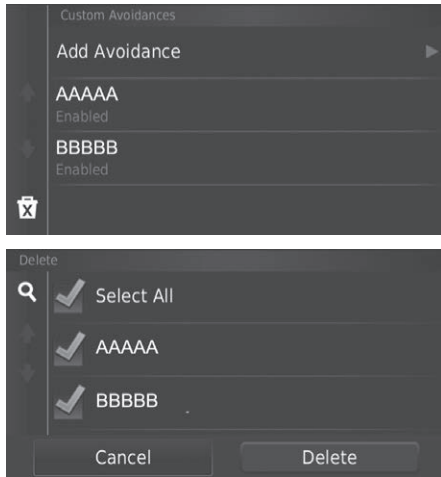 Custom Avoidances
Add Avoidance
AAAAA
Enabled
BBBBB
Enabled
X
Delete
Select All
AAAAA
BBBBB
Cancel
Delete